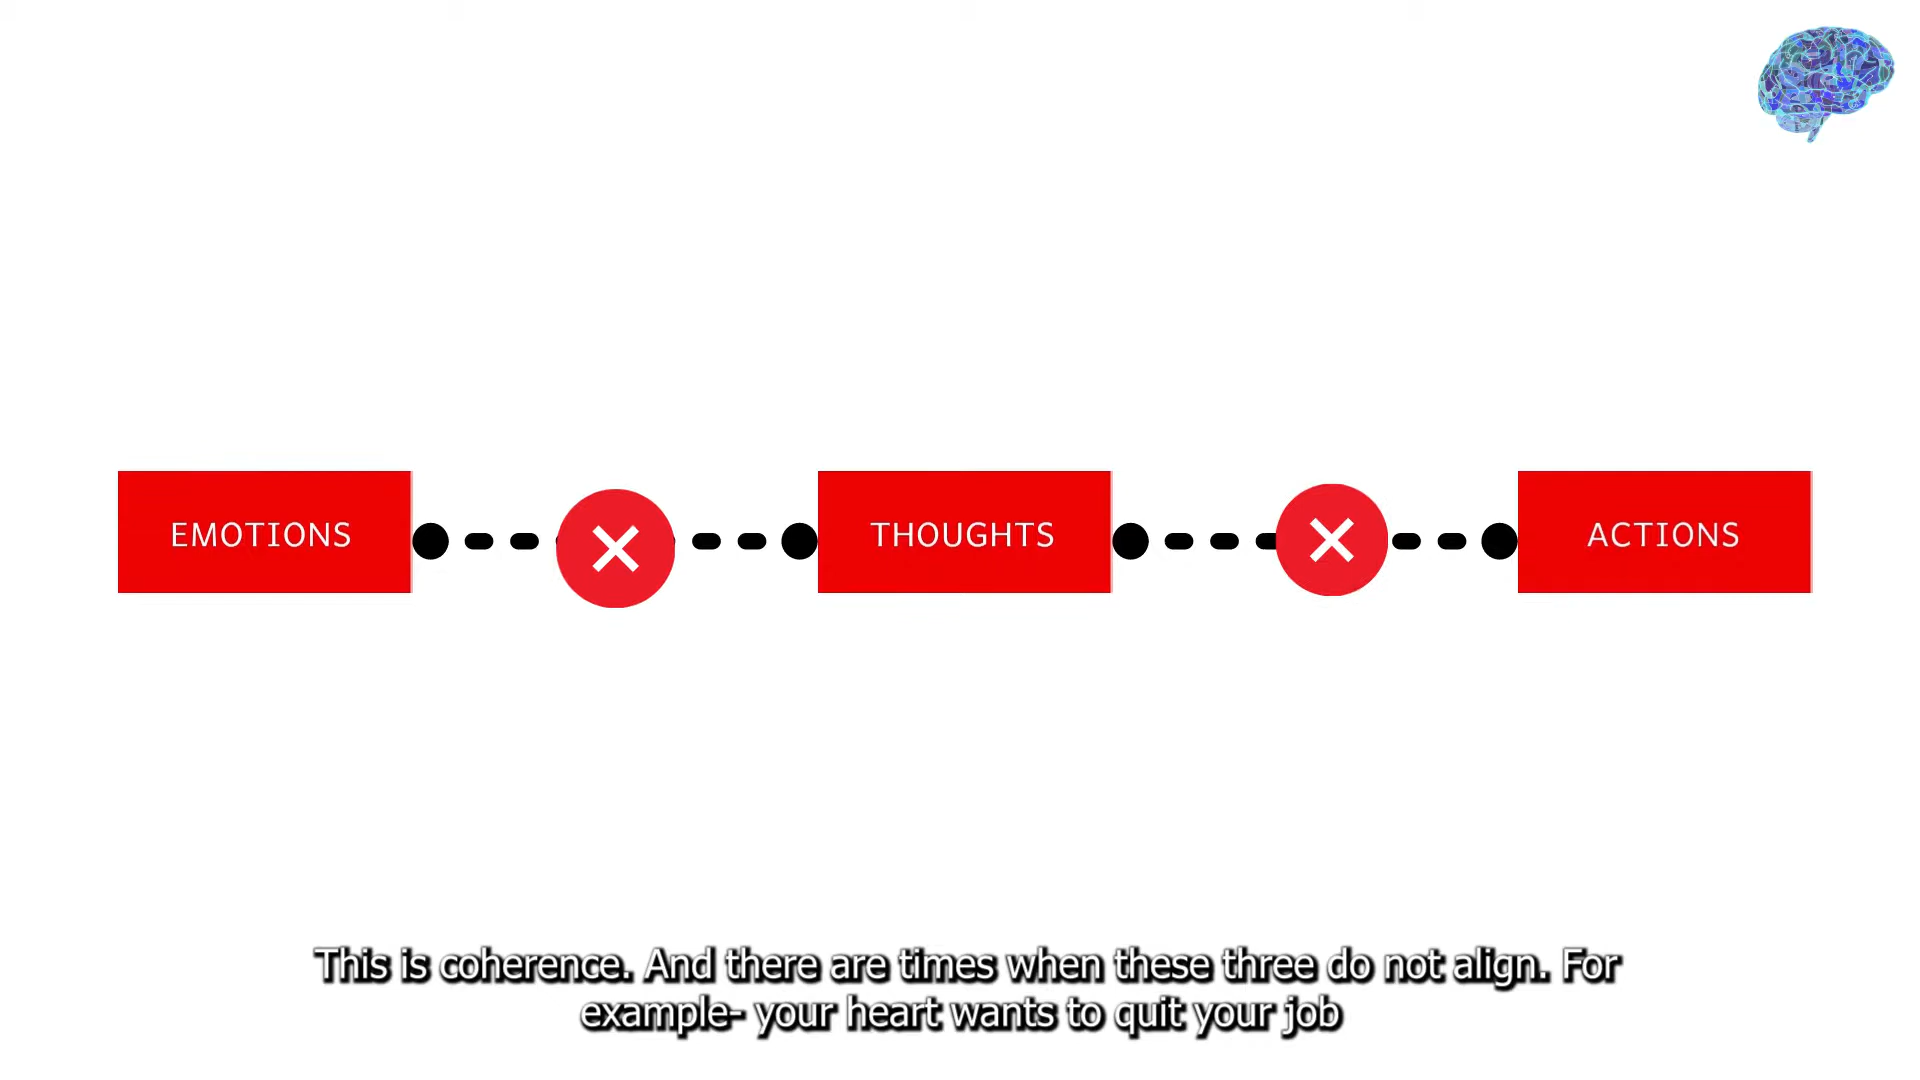 EMOTIONS
THOUGHTS
ACTIONS
This is coherence. And there are times when these three do not align. For
example- your heart wants to quit your job